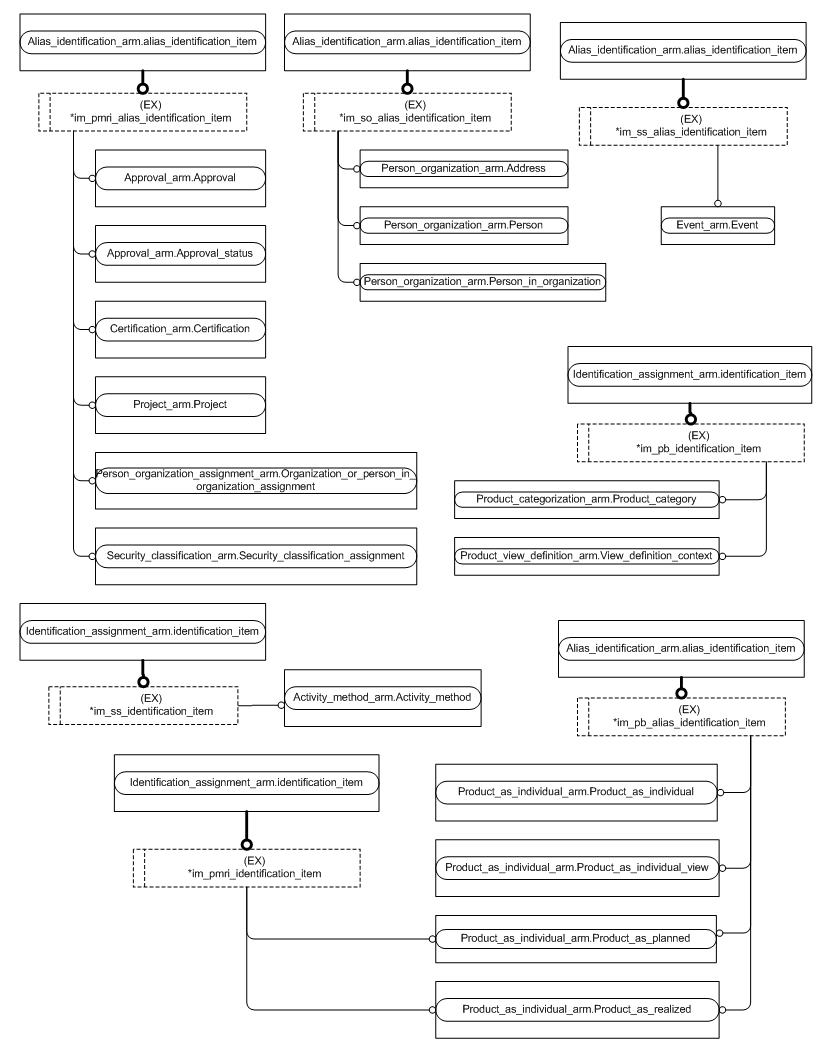 Alias_identification_arm.alias_identification_item
(EX)
*im_pmri_alias_identification_item
Approval_arm.Approval
Approval_arm.Approval_status
Certification_arm.Certification
Project_arm.Project
Person_organization_assignment_arm.Organization_or_person_in_
organization_assignment
Security_classification_arm.Security_classification_assignment
Alias_identification_arm.alias_identification_item
(EX)
*im_so_alias_identification_item
Person_organization_arm.Address
Person_organization_arm.Person
Person_organization_arm.Person_in_organization
Alias_identification_arm.alias_identification_item
(EX)
*im_ss_alias_identification_item
Event_arm.Event
Identification_assignment_arm.identification_item
(EX)
*im_pb_identification_item
Product_categorization_arm.Product_category
Product_view_definition_arm.View_definition_context
Identification_assignment_arm.identification_item
(EX)
*im_ss_identification_item
Activity_method_arm.Activity_method
Alias_identification_arm.alias_identification_item
(EX)
*im_pb_alias_identification_item
Identification_assignment_arm.identification_item
(EX)
*im_pmri_identification_item
Product_as_individual_arm.Product_as_individual
Product_as_individual_arm.Product_as_individual_view
Product_as_individual_arm.Product_as_planned
Product_as_individual_arm.Product_as_realized